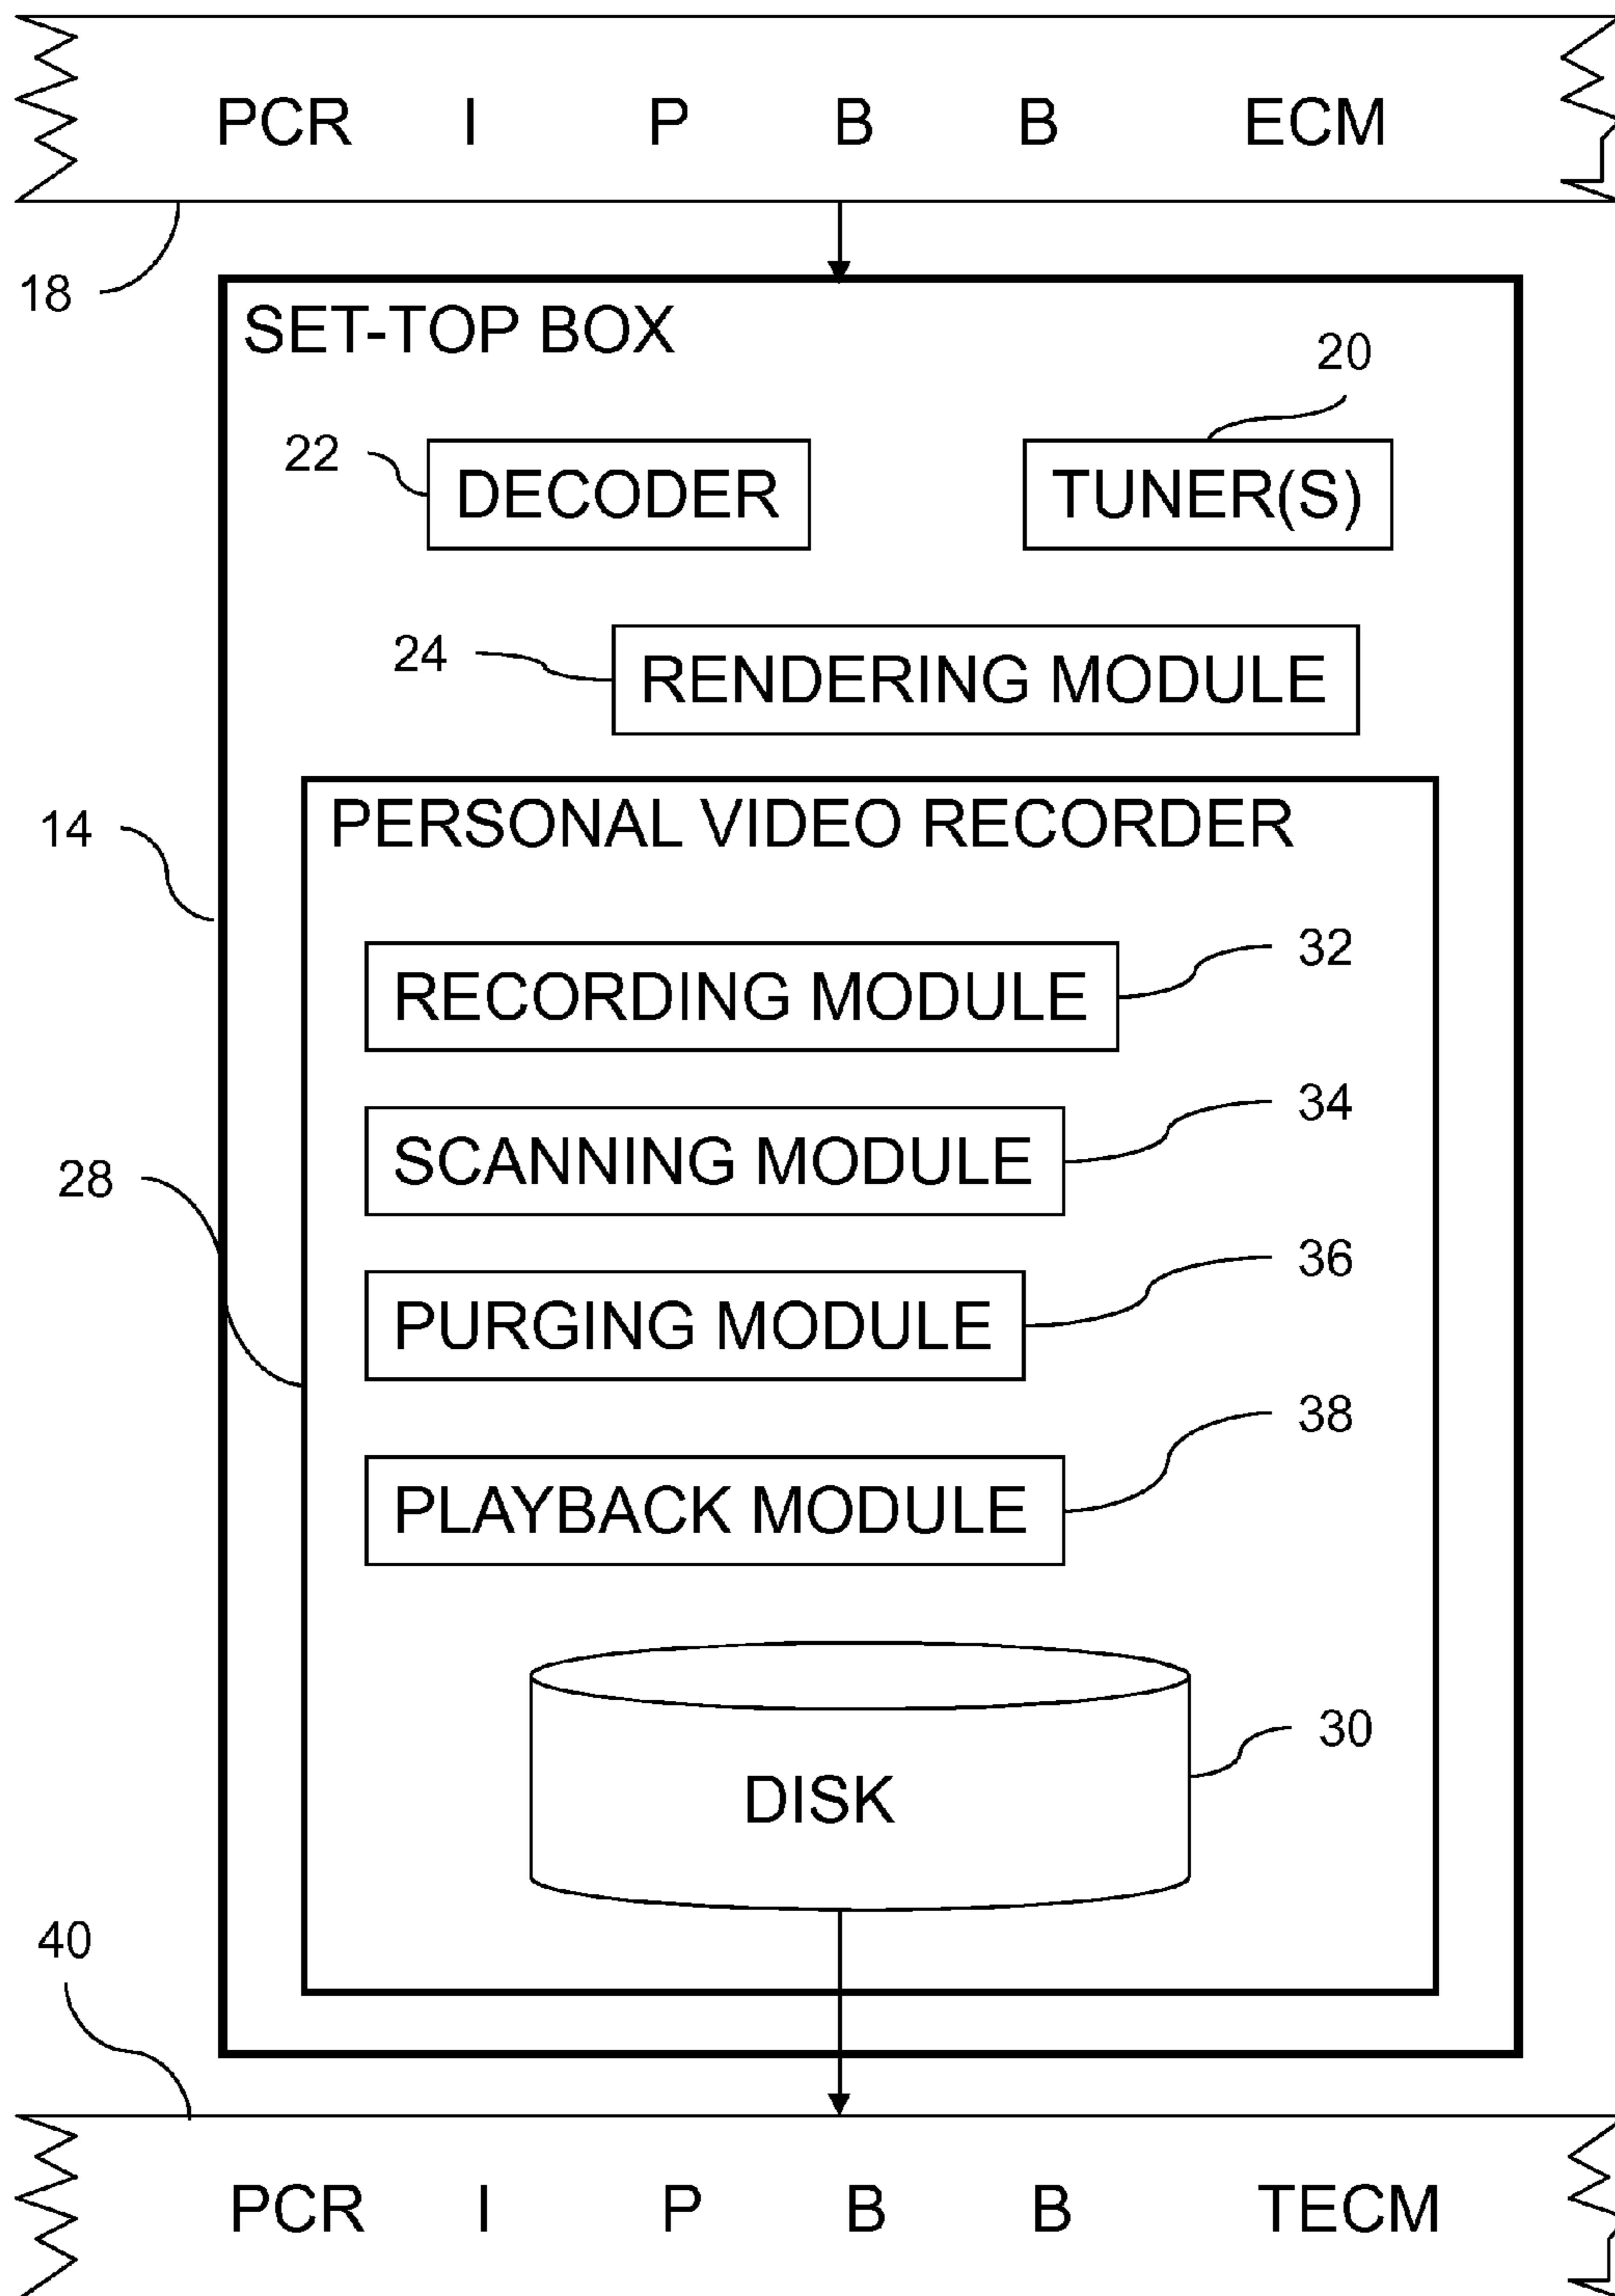 PCR I P B B ECM
18
SET-TOP BOX
20
22
DECODER
TUNER(S)
24
RENDERING MODULE
14
PERSONAL VIDEO RECORDER
32
RECORDING MODULE
34
SCANNING MODULE
28
36
PURGING MODULE
38
PLAYBACK MODULE
30
DISK
40
PCR I P B B TECM